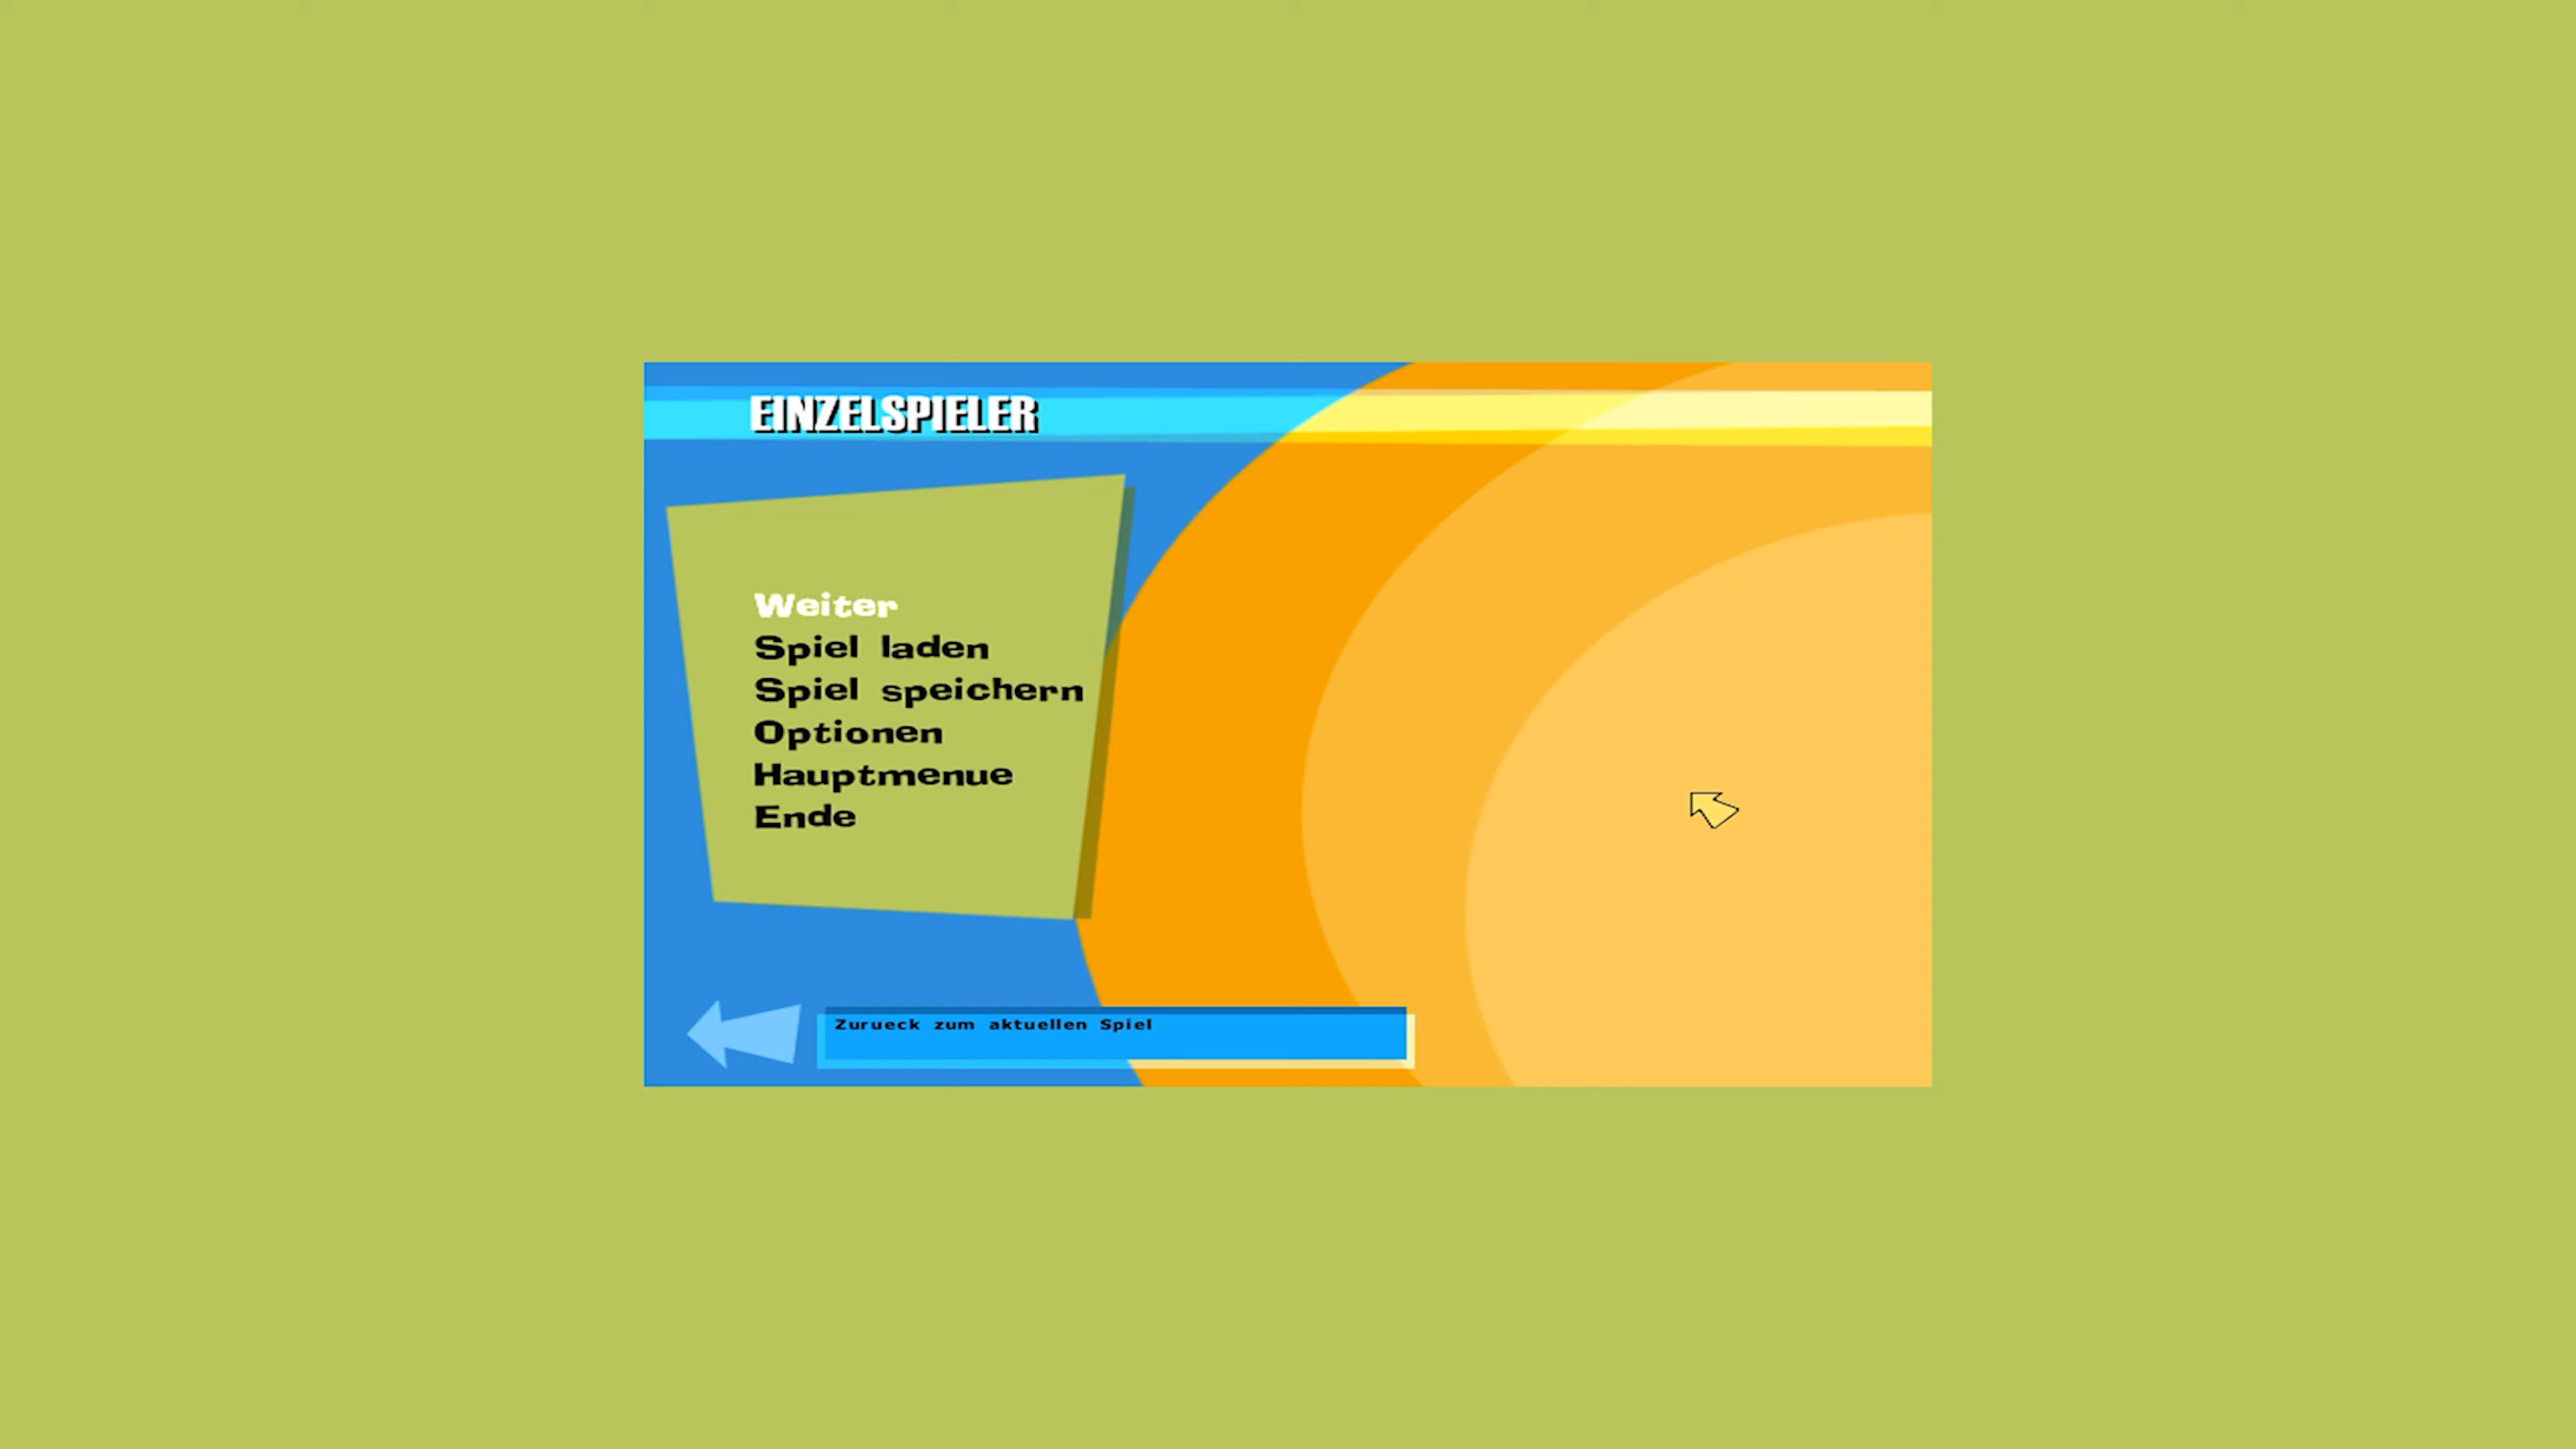 EINZELSPIELER
Weiter
Spiel laden
Spiel speichern
Optionen
Hauptmenue
Ende
Zurueck zum aktuellen Spiel